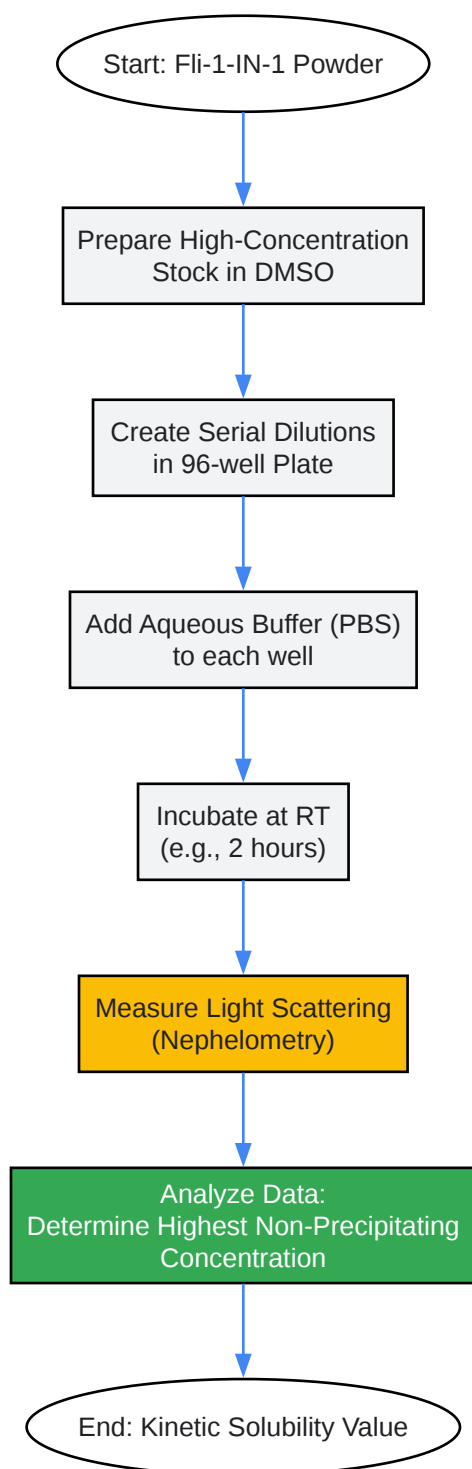 Start: Fli-1-IN-1 Powder
Prepare High-Concentration
Stock in DMSO
Create Serial Dilutions
in 96-well Plate
Add Aqueous Buffer (PBS)
to each well
Incubate at RT
(e.g., 2 hours)
Measure Light Scattering
(Nephelometry)
Analyze Data:
Determine Highest Non-Precipitating
Concentration
End: Kinetic Solubility Value